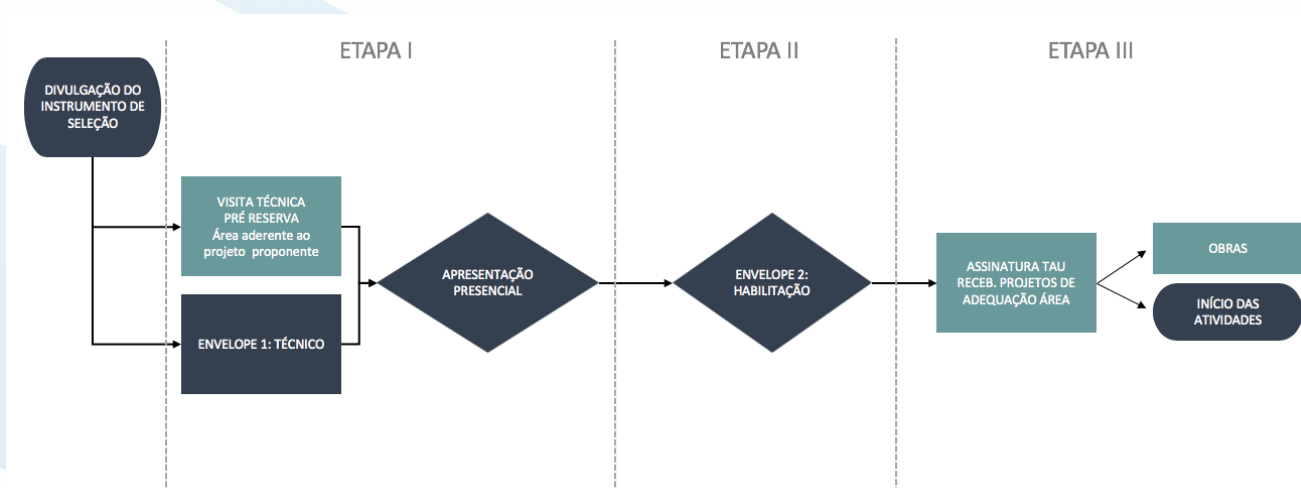 ETAPA I
ETAPA II
ETAPA III
DIVULGAÇÃO DO
INSTRUMENTO DE
SELEÇÃO
VISITA TÉCNICA
PRÉ RESERVA
Área aderente ao
projeto proponente
ENVELOPE 1: TÉCNICO
APRESENTAÇÃO
PRESENCIAL
ENVELOPE 2:
HABILITAÇÃO
ASSINATURA TAU
RECEB. PROJETOS DE
ADEQUAÇÃO ÁREA
OBRAS
INÍCIO DAS
ATIVIDADES